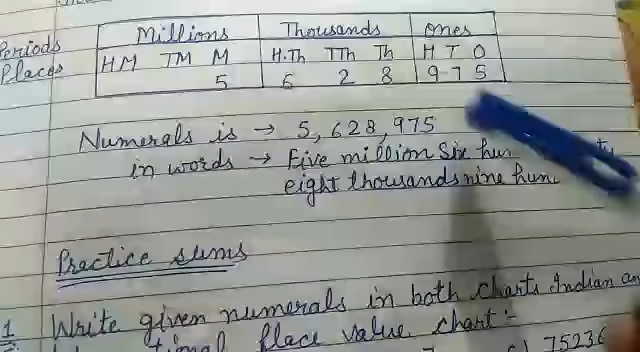 Millions Thousands Ones
Periods
Places HM TM M H.Th TTh Th H T O
5 6 2 8 9 7 5
Numerals is → 5,628,975
in words → Five million Six hun
eight thousands nine hun
Practice sums
1 Write given numerals in both charts Indian an
place value chart:-
c) 75236